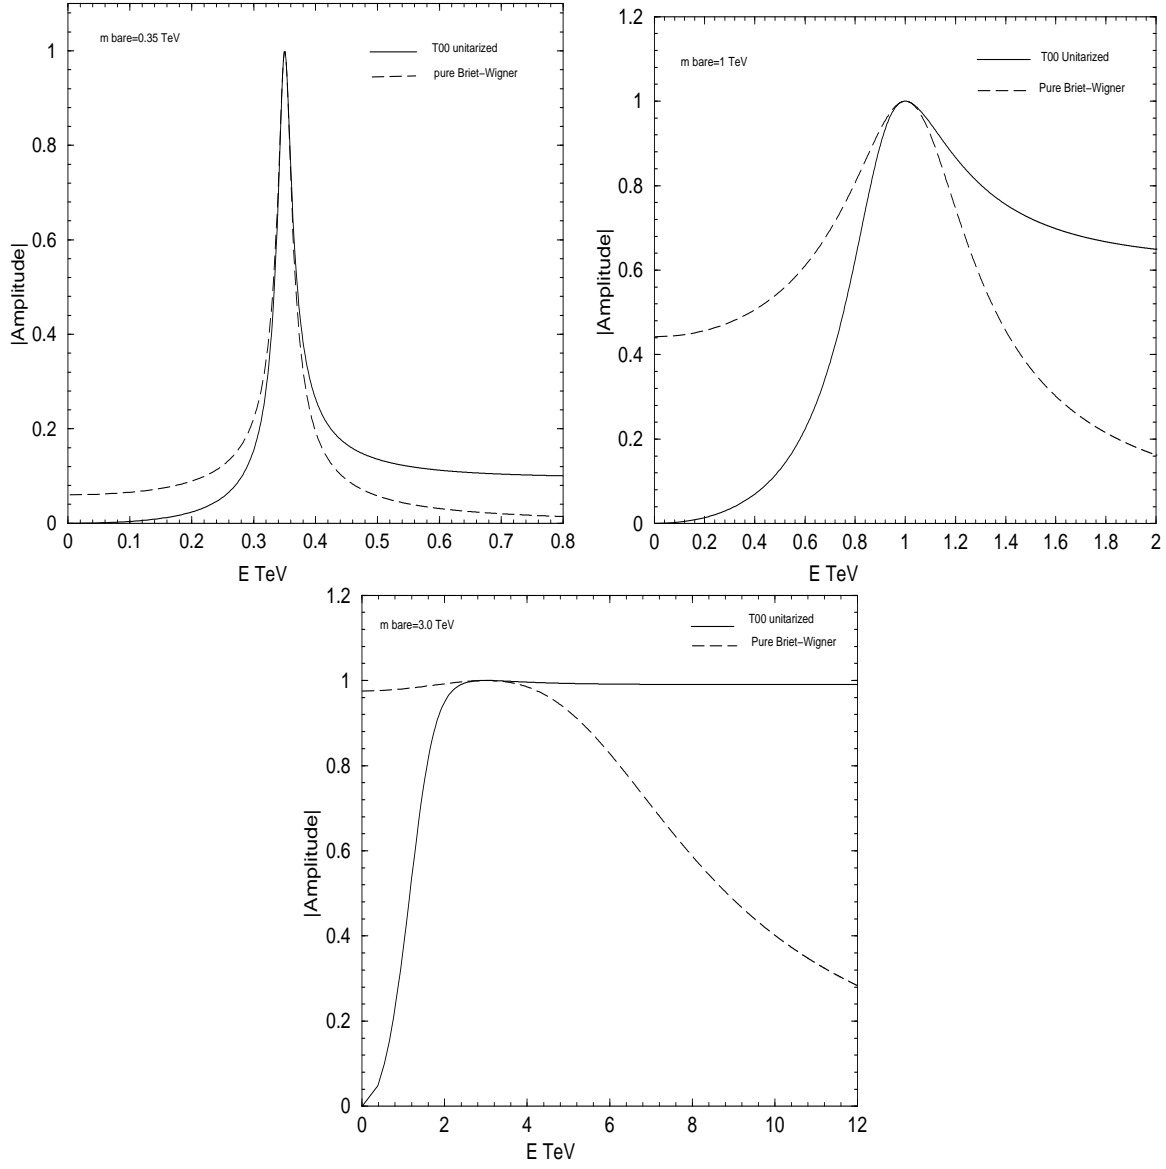 m bare=0.35 TeV
T00 unitarized
pure Briet-Wigner
1
0.8
0.6
0.4
0.2
0
|Amplitude|
0 0.1 0.2 0.3 0.4 0.5 0.6 0.7 0.8
E TeV
m bare=1 TeV
T00 Unitarized
Pure Briet-Wigner
1.2
1
0.8
0.6
0.4
0.2
0
|Amplitude|
0 0.2 0.4 0.6 0.8 1 1.2 1.4 1.6 1.8 2
E TeV
m bare=3.0 TeV
T00 unitarized
Pure Briet-Wigner
1.2
1
0.8
0.6
0.4
0.2
0
|Amplitude|
0 2 4 6 8 10 12
E TeV